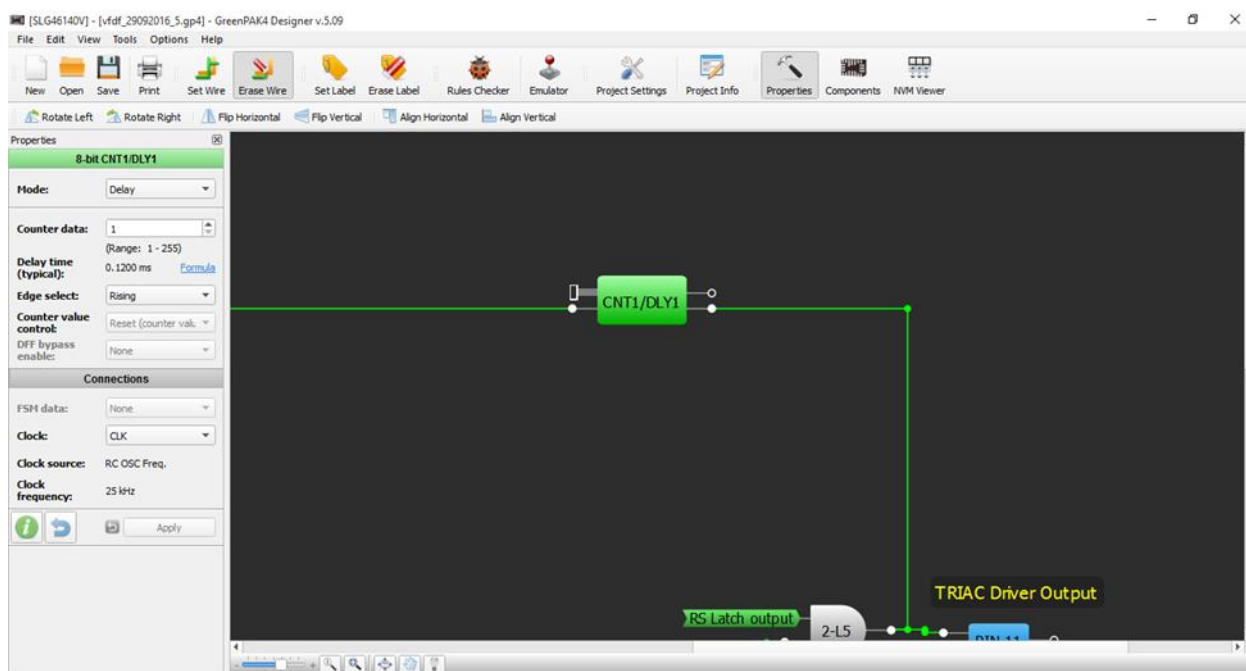 [SLG46140V] - [vfdf_29092016_5.gp4] - GreenPAK4 Designer v.5.09
File Edit View Tools Options Help
New Open Save Print Set Wire Erase Wire Set Label Erase Label Rules Checker Emulator Project Settings Project Info Properties Components NVM Viewer
Rotate Left Rotate Right Flip Horizontal Flip Vertical Align Horizontal Align Vertical
Properties
8-bit CNT1/DLY1
Mode: Delay
Counter data: 1
(Range: 1 - 255)
Delay time
(typical): 0.1200 ms Formula
Edge select: Rising
Counter value
control: Reset (counter valu
DFF bypass
enable: None
Connections
FSM data: None
Clock: CLK
Clock source: RC OSC Freq.
Clock
frequency: 25 kHz
Apply
CNT1/DLY1
TRIAC Driver Output
RS Latch output
2-L5
PIN 11